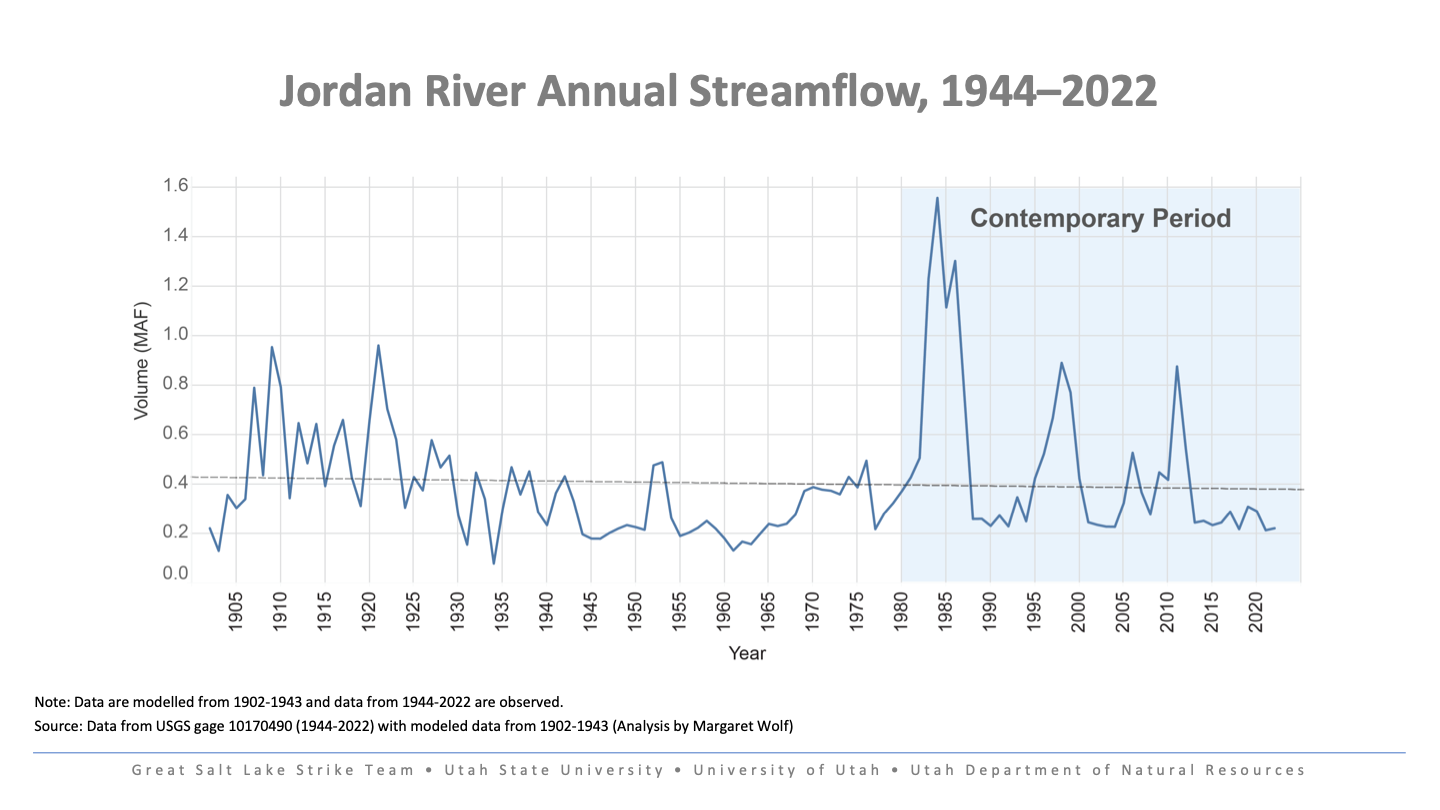 Jordan River Annual Streamflow, 1944–2022
Contemporary Period
Volume (MAF)
1.6
1.4
1.2
1.0
0.8
0.6
0.4
0.2
0.0
1905 1910 1915 1920 1925 1930 1935 1940 1945 1950 1955 1960 1965 1970 1975 1980 1985 1990 1995 2000 2005 2010 2015 2020
Year
Note: Data are modelled from 1902-1943 and data from 1944-2022 are observed.
Source: Data from USGS gage 10170490 (1944-2022) with modeled data from 1902-1943 (Analysis by Margaret Wolf)
Great Salt Lake Strike Team • Utah State University • University of Utah • Utah Department of Natural Resources